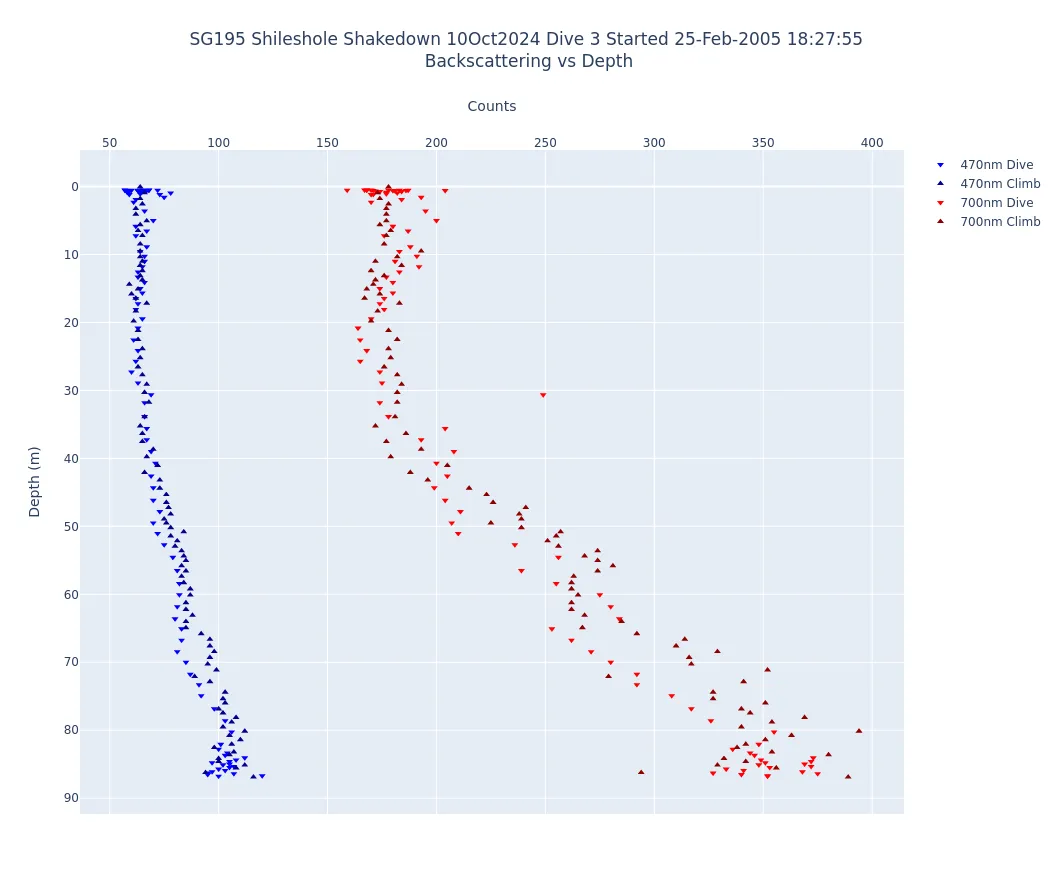 SG195 Shileshole Shakedown 10Oct2024 Dive 3 Started 25-Feb-2005 18:27:55
Backscattering vs Depth
Counts
50 100 150 200 250 300 350 400
0
10
20
30
40
50
60
70
80
90
Depth (m)
470nm Dive
470nm Climb
700nm Dive
700nm Climb